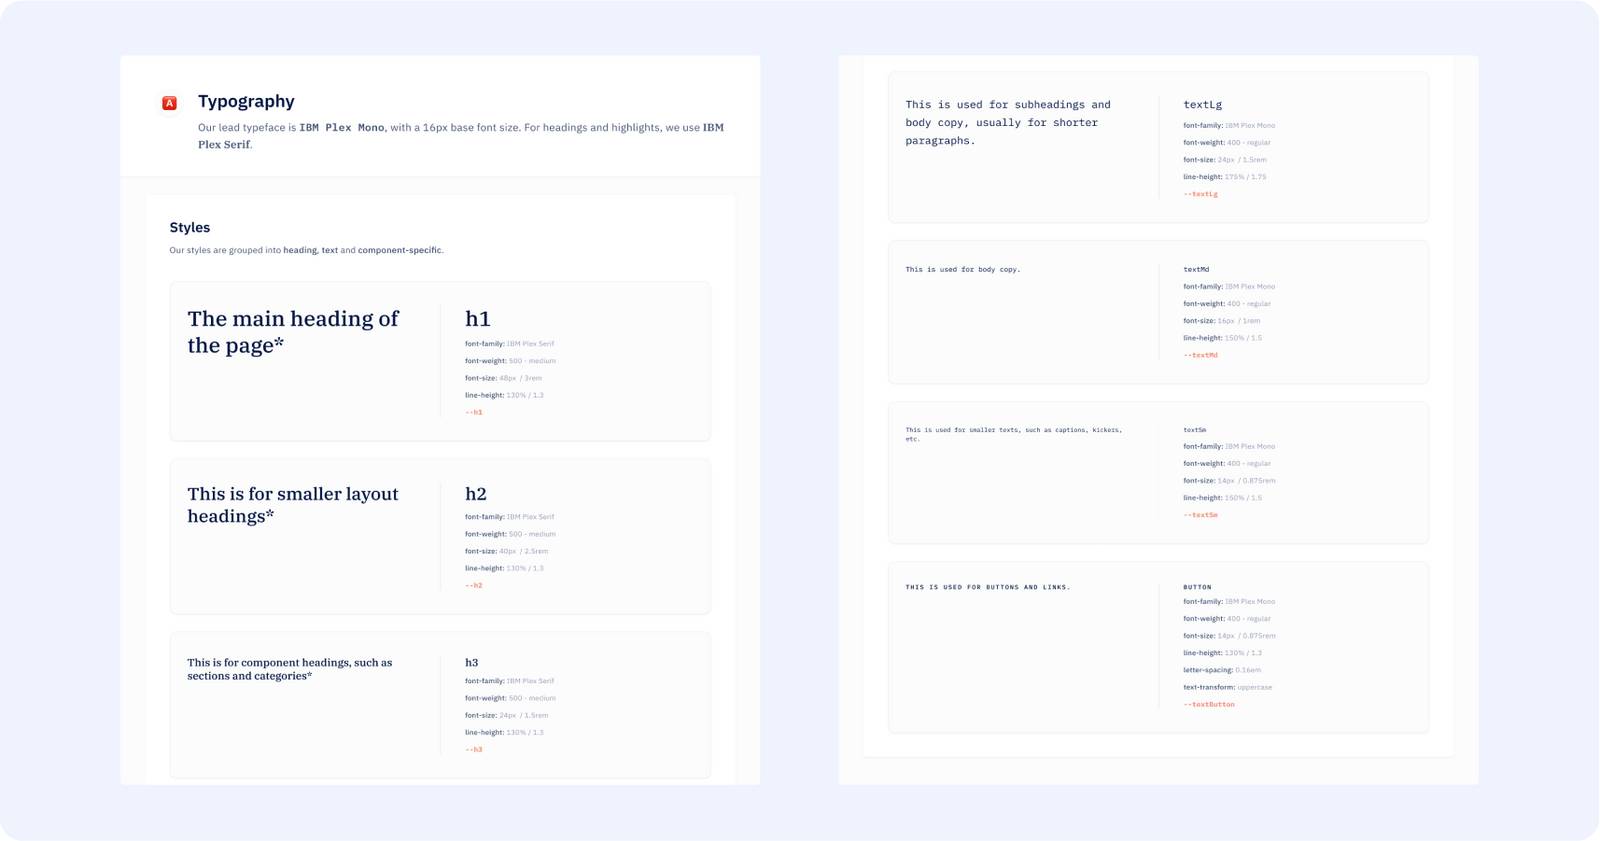 A
Typography
Our lead typeface is IBM Plex Mono, with a 16px base font size. For headings and highlights, we use IBM
Plex Serif.
Styles
Our styles are grouped into heading, text and component-specific.
The main heading of
the page*
h1
font-family: IBM Plex Serif
font-weight: 500 - medium
font-size: 48px / 3rem
line-height: 130% / 1.3
--h1
This is for smaller layout
headings*
h2
font-family: IBM Plex Serif
font-weight: 500 - medium
font-size: 40px / 2.5rem
line-height: 130% / 1.3
--h2
This is for component headings, such as
sections and categories*
h3
font-family: IBM Plex Serif
font-weight: 500 - medium
font-size: 24px / 1.5rem
line-height: 130% / 1.3
--h3
This is used for subheadings and
body copy, usually for shorter
paragraphs.
textLg
font-family: IBM Plex Mono
font-weight: 400 - regular
font-size: 24px / 1.5rem
line-height: 175% / 1.75
--textLg
This is used for body copy.
textMd
font-family: IBM Plex Mono
font-weight: 400 - regular
font-size: 16px / 1rem
line-height: 150% / 1.5
--textMd
This is used for smaller texts, such as captions, kickers,
etc.
textSm
font-family: IBM Plex Mono
font-weight: 400 - regular
font-size: 14px / 0.875rem
line-height: 150% / 1.5
--textSm
THIS IS USED FOR BUTTONS AND LINKS.
BUTTON
font-family: IBM Plex Mono
font-weight: 400 - regular
font-size: 14px / 0.875rem
line-height: 130% / 1.3
letter-spacing: 0.16em
text-transform: uppercase
--textButton